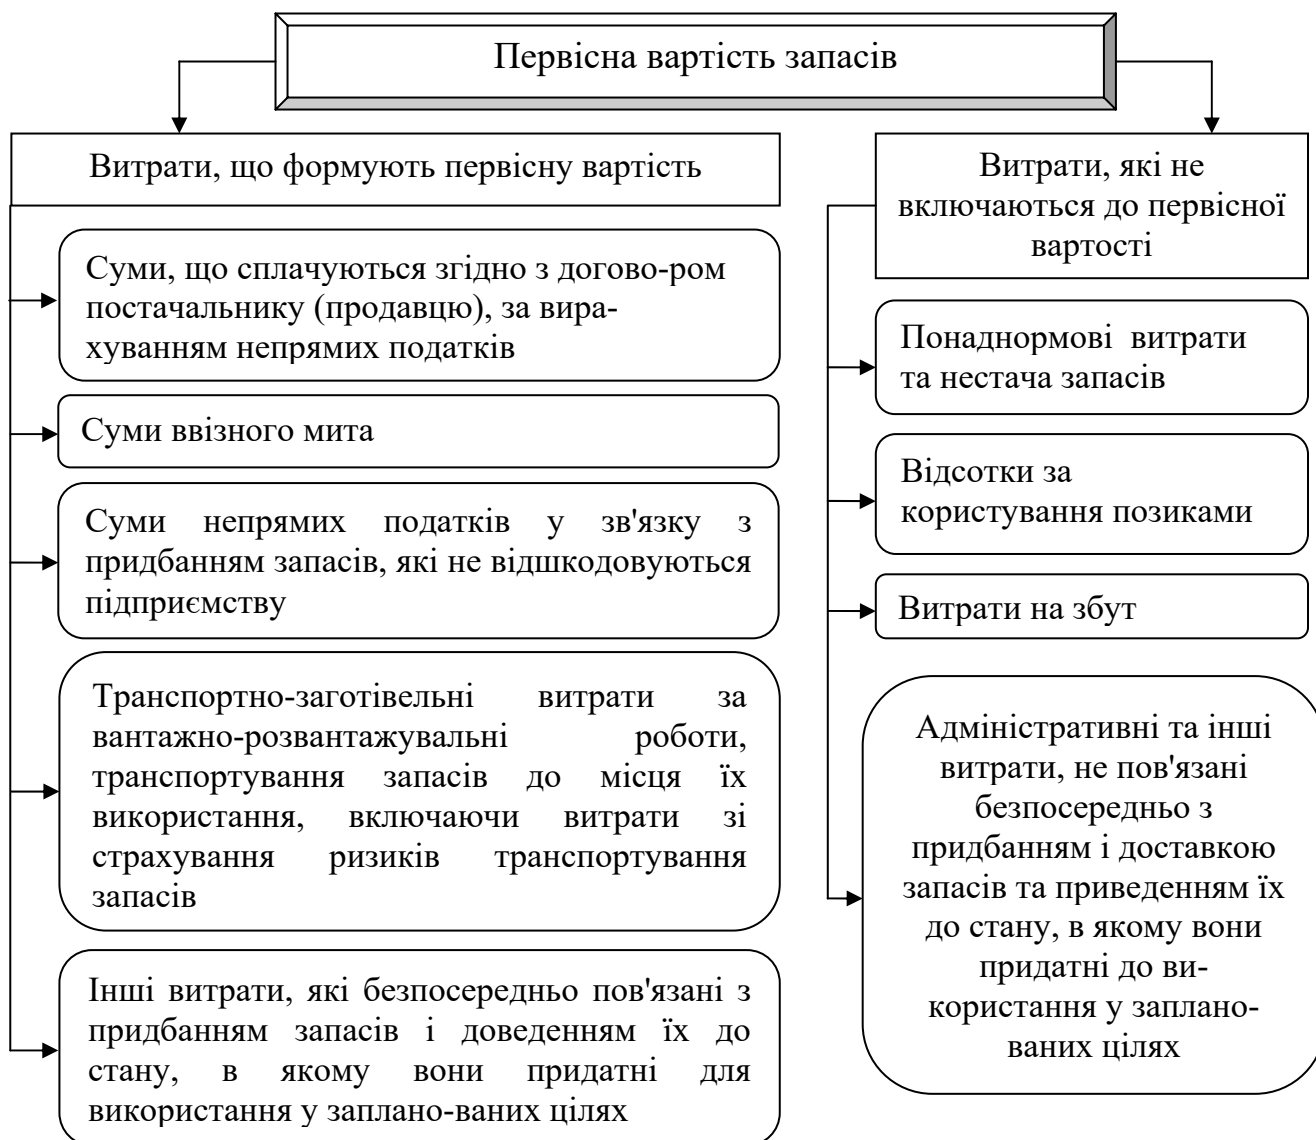 Первісна вартість запасів
Витрати, що формують первісну вартість
Суми, що сплачуються згідно з догово-ром
постачальнику (продавцю), за вира-
хуванням непрямих податків
Суми ввізного мита
Суми непрямих податків у зв'язку з
придбанням запасів, які не відшкодовуються
підприємству
Транспортно-заготівельні витрати за
вантажно-розвантажувальні роботи,
транспортування запасів до місця їх
використання, включаючи витрати зі
страхування ризиків транспортування
запасів
Інші витрати, які безпосередньо пов'язані з
придбанням запасів і доведенням їх до
стану, в якому вони придатні для
використання у заплано-ваних цілях
Витрати, які не
включаються до первісної
вартості
Понаднормові витрати
та нестача запасів
Відсотки за
користування позиками
Витрати на збут
Адміністративні та інші
витрати, не пов'язані
безпосередньо з
придбанням і доставкою
запасів та приведенням їх
до стану, в якому вони
придатні до ви-
користання у заплано-
ваних цілях